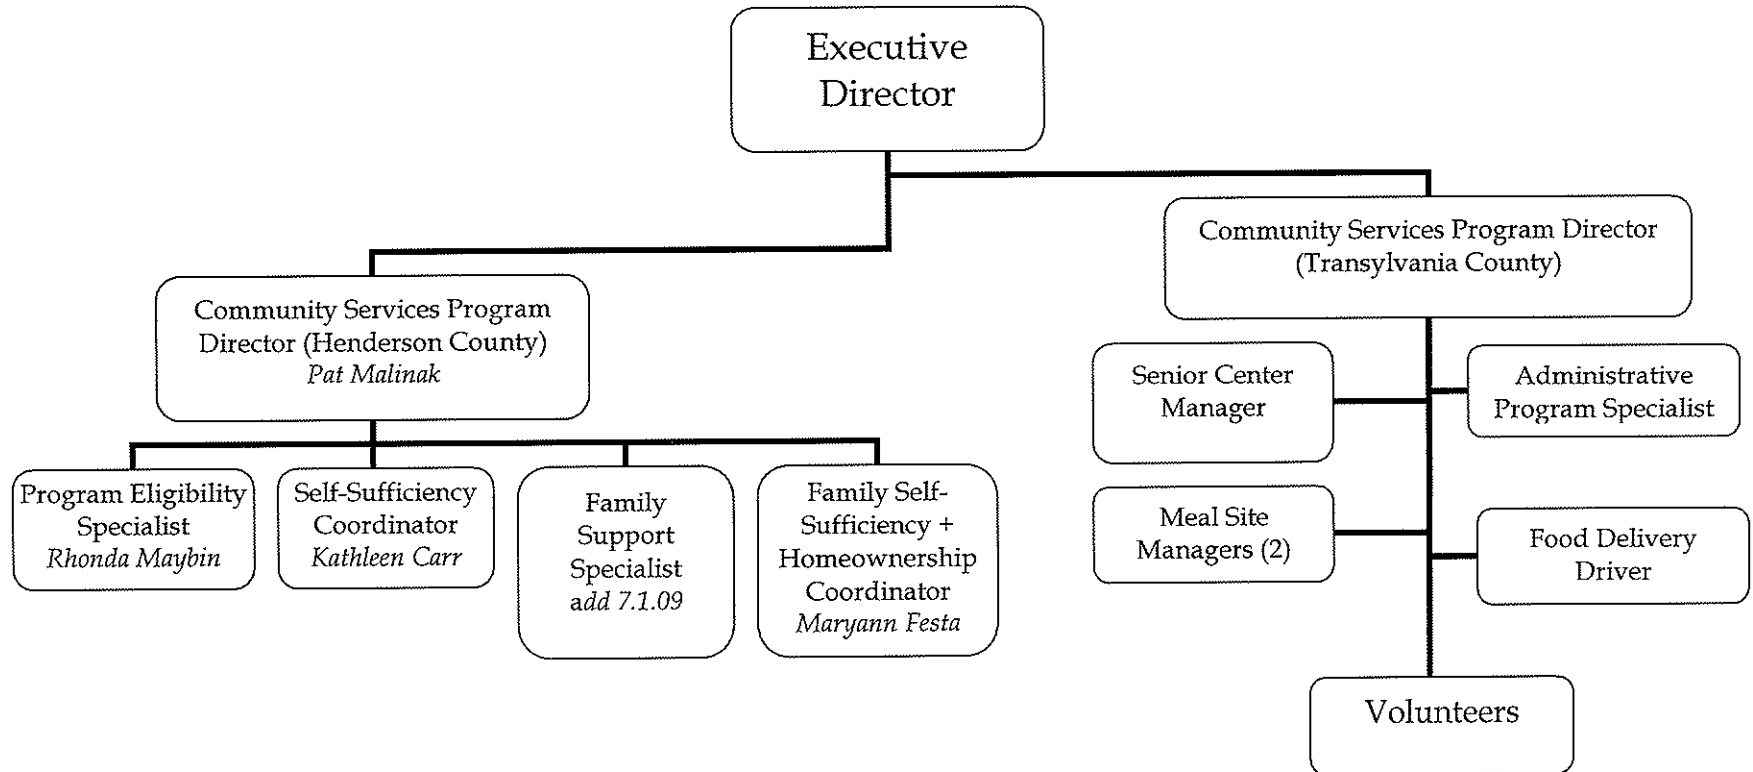 Executive
Director
Community Services Program Director
(Transylvania County)
Community Services Program
Director (Henderson County)
Pat Malinak
Senior Center
Manager
Administrative
Program Specialist
Program Eligibility
Specialist
Rhonda Maybin
Self-Sufficiency
Coordinator
Kathleen Carr
Family
Support
Specialist
add 7.1.09
Family Self-
Sufficiency +
Homeownership
Coordinator
Maryann Festa
Meal Site
Managers (2)
Food Delivery
Driver
Volunteers